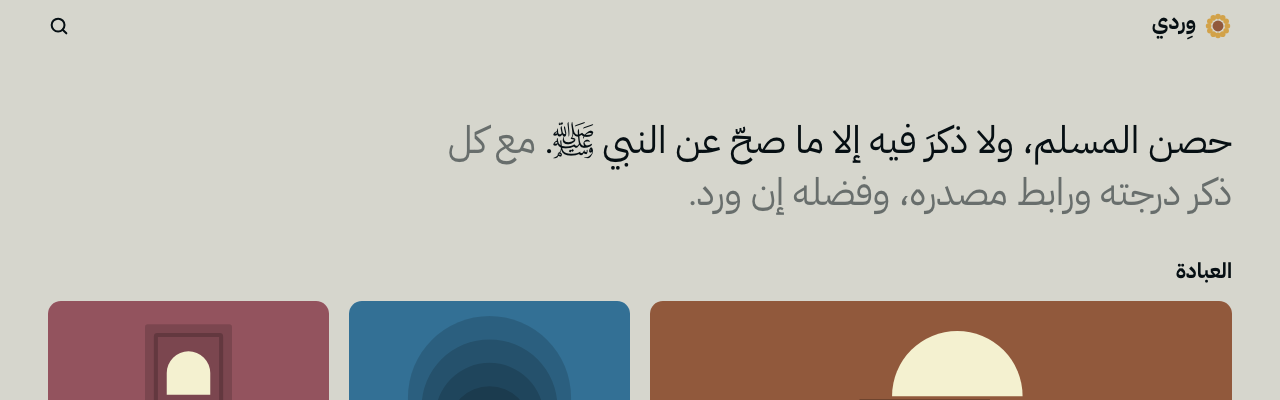 وِردي
حصن المسلم، ولا ذكرَ فيه إلا ما صحّ عن النبي ﷺ. مع كل
ذكر درجته ورابط مصدره، وفضله إن ورد.
العبادة